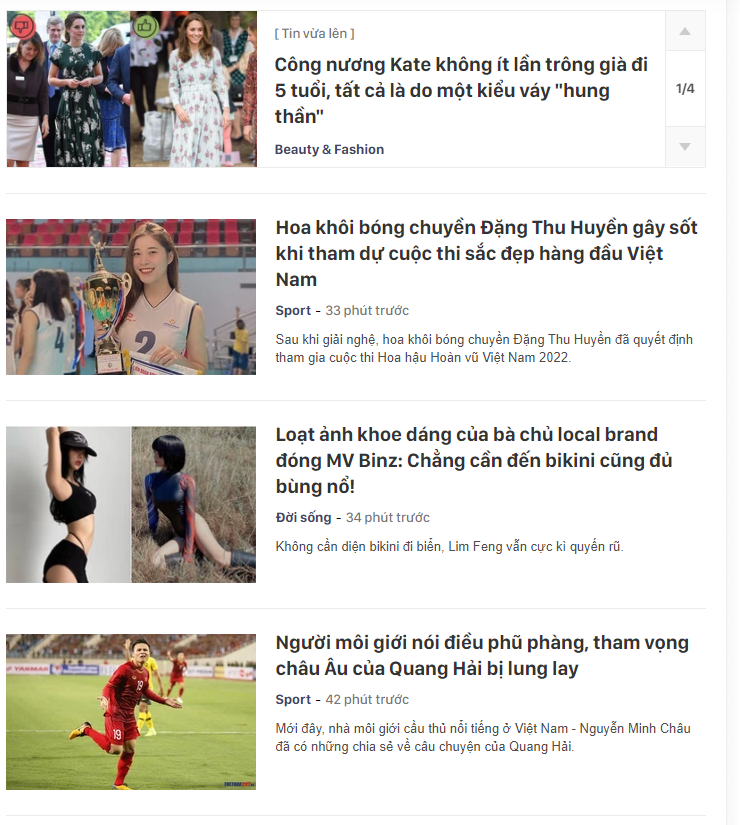 [ Tin vừa lên ]
Công nương Kate không ít lần trông già đi
5 tuổi, tất cả là do một kiểu váy "hung
thần"
Beauty & Fashion
1/4
Hoa khôi bóng chuyền Đặng Thu Huyền gây sốt
khi tham dự cuộc thi sắc đẹp hàng đầu Việt
Nam
Sport - 33 phút trước
Sau khi giải nghệ, hoa khôi bóng chuyền Đặng Thu Huyền đã quyết định
tham gia cuộc thi Hoa hậu Hoàn vũ Việt Nam 2022.
2
Loạt ảnh khoe dáng của bà chủ local brand
đóng MV Binz: Chẳng cần đến bikini cũng đủ
bùng nổ!
Đời sống - 34 phút trước
Không cần diện bikini đi biển, Lim Feng vẫn cực kì quyến rũ.
Người môi giới nói điều phũ phàng, tham vọng
châu Âu của Quang Hải bị lung lay
Sport - 42 phút trước
Mới đây, nhà môi giới cầu thủ nổi tiếng ở Việt Nam - Nguyễn Minh Châu
đã có những chia sẻ về câu chuyện của Quang Hải.
YANMAR
19
19